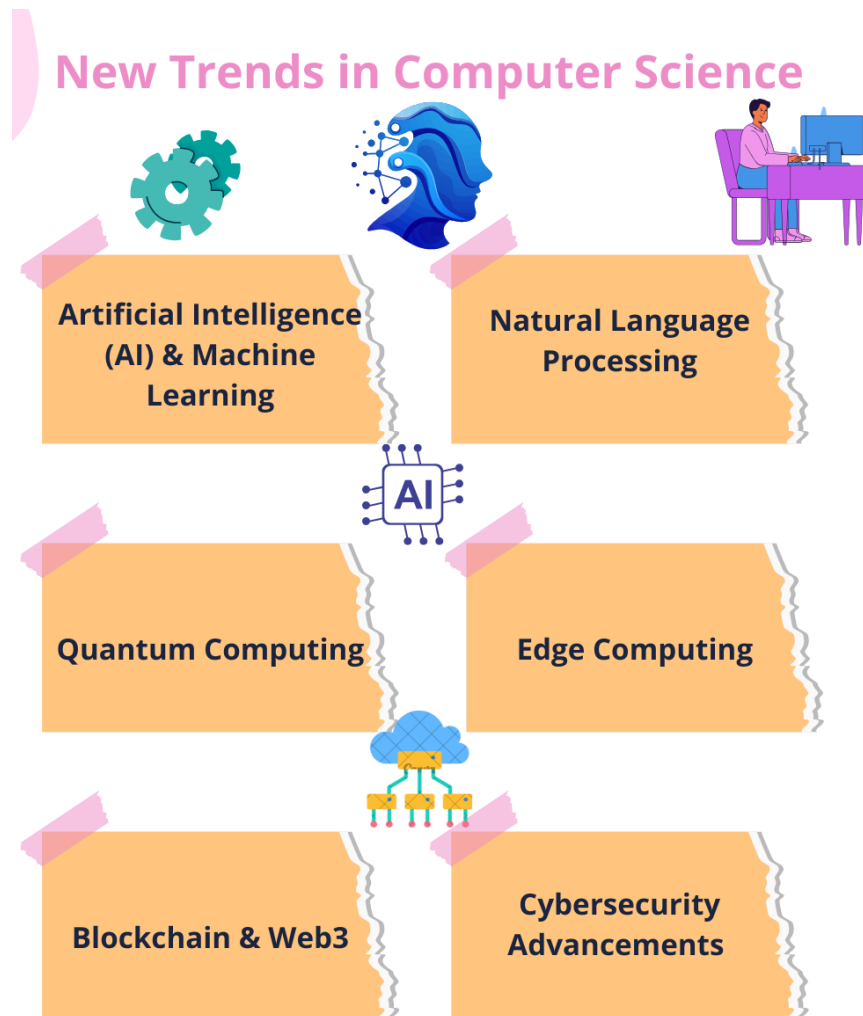 New Trends in Computer Science
Artificial Intelligence
(AI) & Machine
Learning
Natural Language
Processing
AI
Quantum Computing
Edge Computing
Blockchain & Web3
Cybersecurity
Advancements